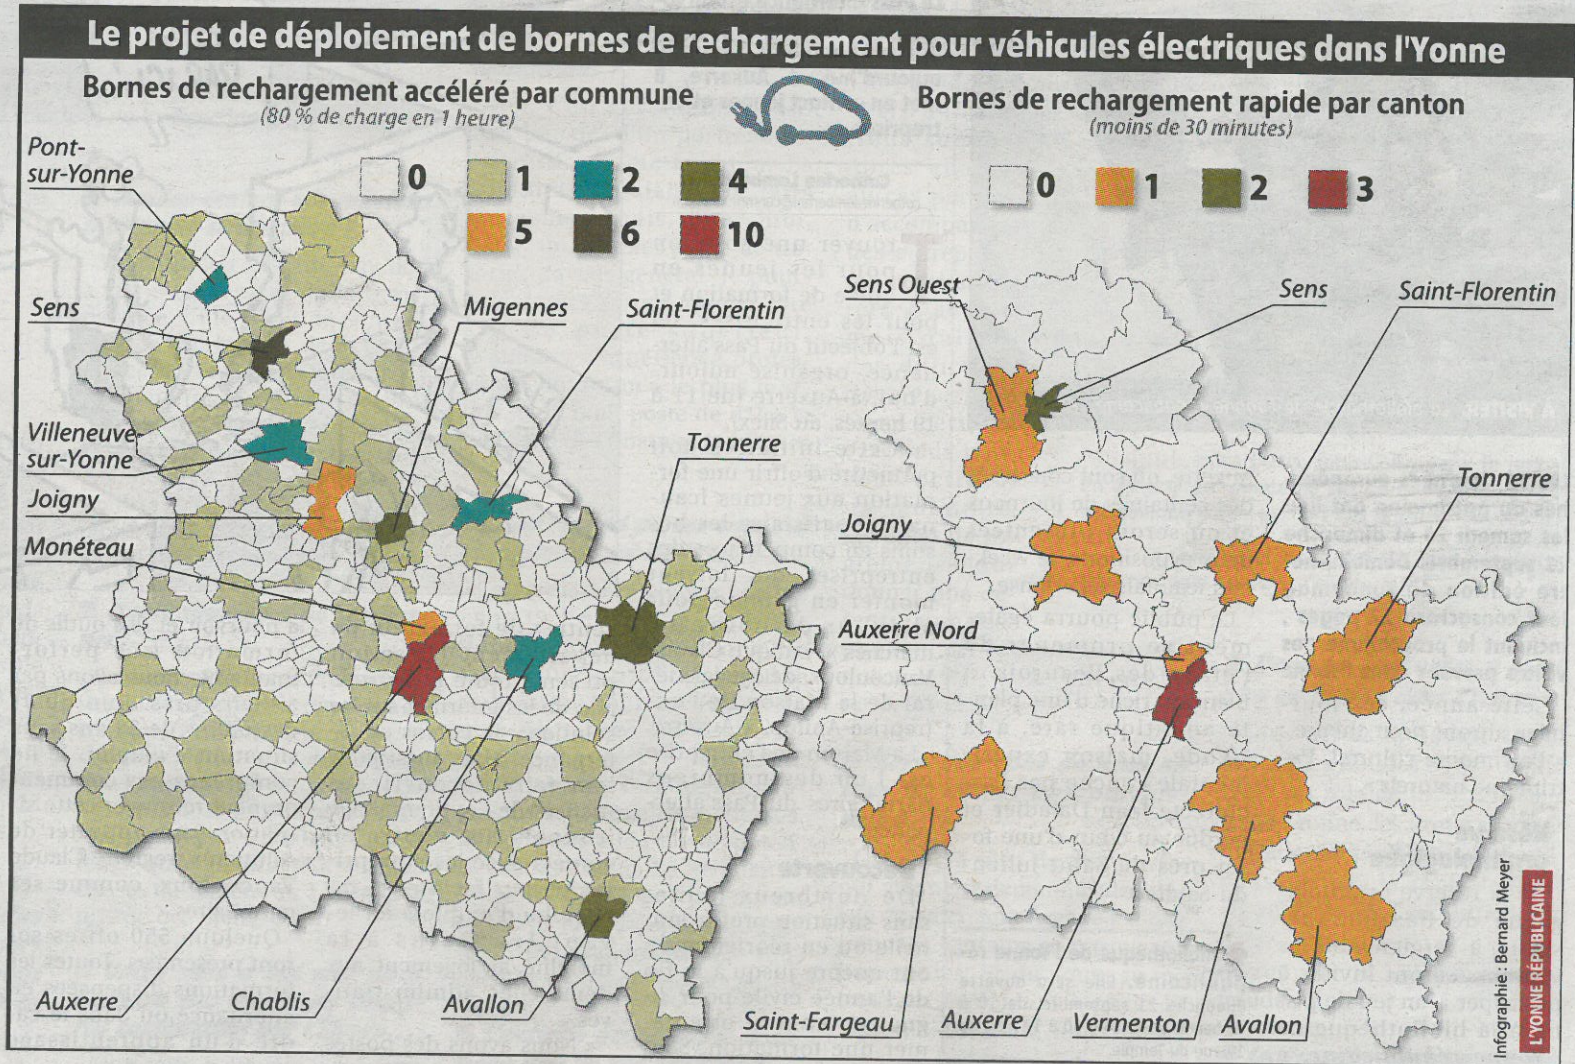 Le projet de déploiement de bornes de rechargement pour véhicules électriques dans l'Yonne
Bornes de rechargement accéléré par commune
(80 % de charge en 1 heure)
0
1
2
4
5
6
10
Pont-
sur-Yonne
Sens
Migennes
Saint-Florentin
Villeneuve-
sur-Yonne
Tonnerre
Joigny
Monéteau
Auxerre
Chablis
Avallon
Bornes de rechargement rapide par canton
(moins de 30 minutes)
0
1
2
3
Sens Ouest
Sens
Saint-Florentin
Tonnerre
Joigny
Auxerre Nord
Saint-Fargeau
Auxerre
Vermenton
Avallon
Infographie : Bernard Meyer
L'YONNE RÉPUBLICAINE